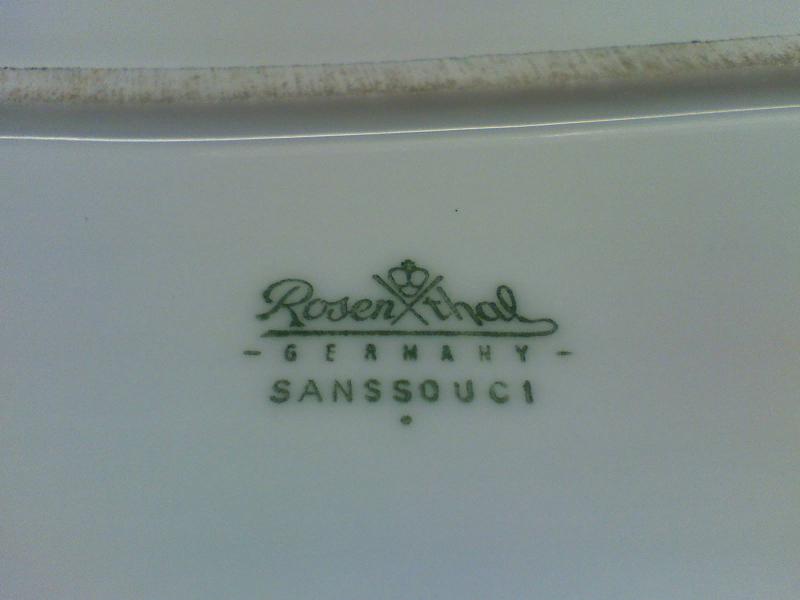 Rosenthal
- GERMANY -
SANSSOUCI